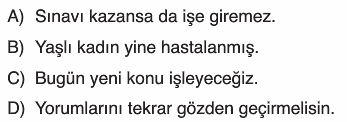 A) Sınavı kazansa da işe giremez.
B) Yaşlı kadın yine hastalanmış.
C) Bugün yeni konu işleyeceğiz.
D) Yorumlarını tekrar gözden geçirmelisin.